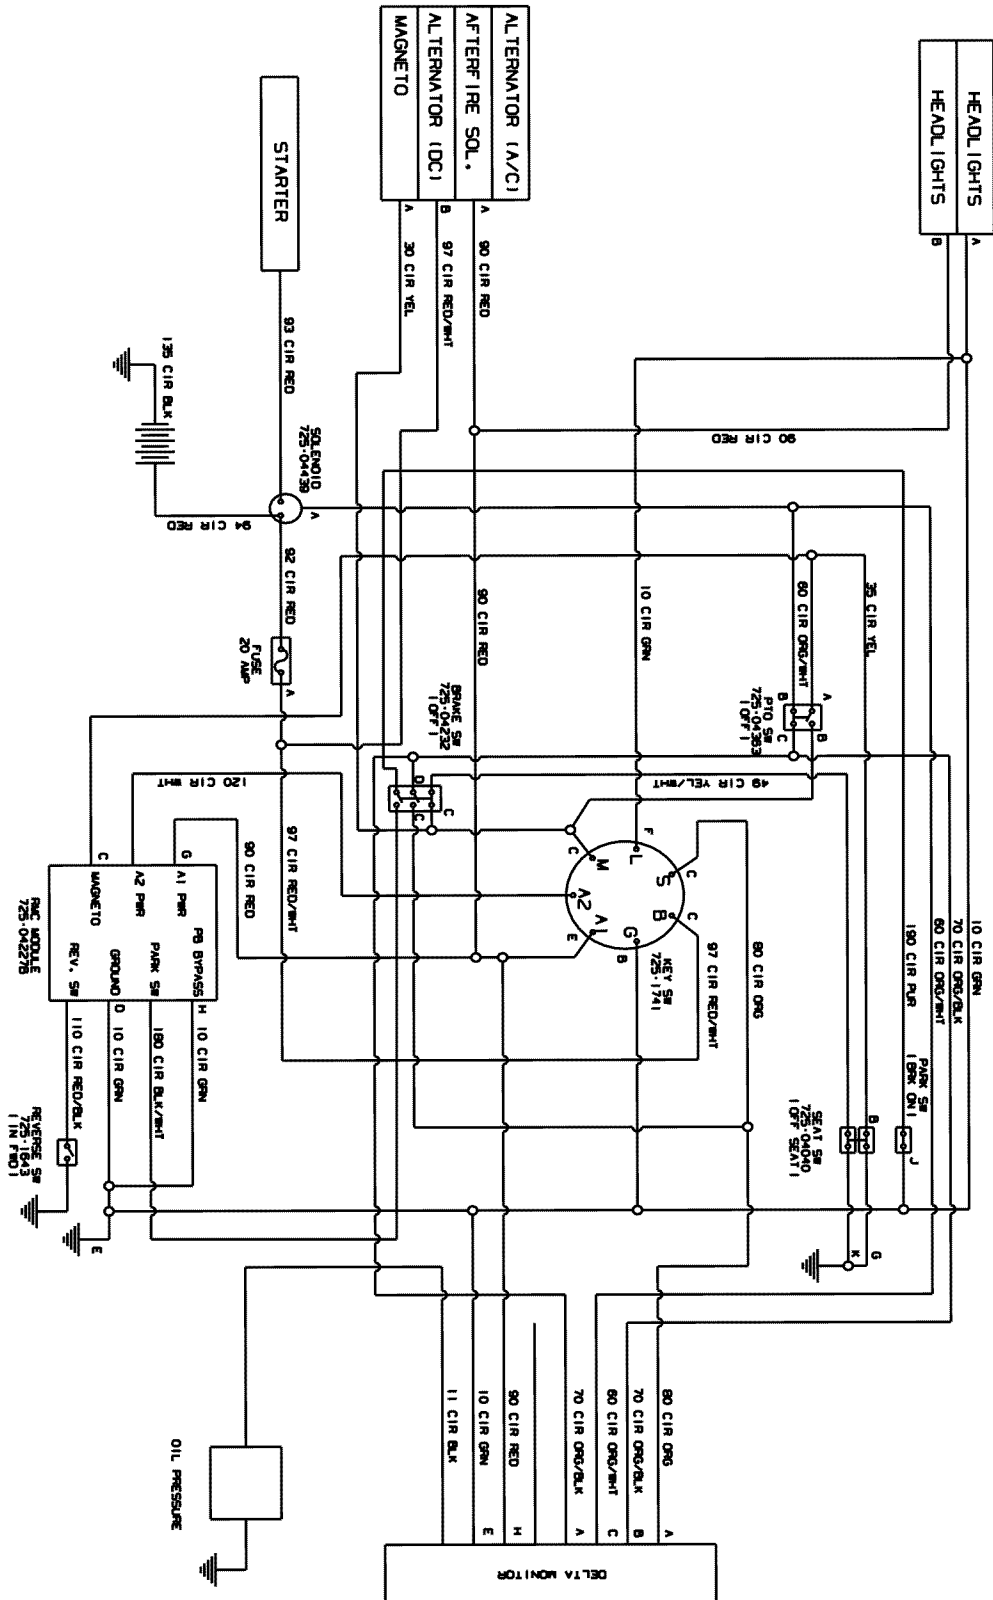 HEADLIGHTS
HEADLIGHTS
A
B
ALTERNATOR (A/C)
AFTERFIRE SOL.
ALTERNATOR (DC)
MAGNETO
A
B
A
90 CIR RED
97 CIR RED/WHT
30 CIR YEL
STARTER
93 CIR RED
135 CIR BLK
94 CIR RED
SOLENOID
725-04439
A
92 CIR RED
FUSE
20 AMP
A
90 CIR RED
90 CIR RED
10 CIR GRN
60 CIR ORG/WHT
35 CIR YEL
A
B
B
C
PTO SW
725-04363
(OFF)
BRAKE SW
725-04232
(OFF)
D
C
C
49 CIR YEL/WHT
120 CIR WHT
90 CIR RED
97 CIR RED/WHT
F
L
C
S
C
B
B
G
E
A1
A2
C
M
KEY SW
725-1741
97 CIR RED/WHT
80 CIR ORG
190 CIR PUR
60 CIR ORG/WHT
70 CIR ORG/BLK
10 CIR GRN
PARK SW
(BRK ON)
J
SEAT SW
725-04040
(OFF SEAT)
B
G
K
G
C
A1 PWR
A2 PWR
MAGNETO
PB BYPASS
PARK SW
GROUND
REV. SW
RMC MODULE
725-04227B
H
D
10 CIR GRN
180 CIR BLK/WHT
10 CIR GRN
110 CIR RED/BLK
REVERSE SW
725-1643
(IN FWD)
E
OIL PRESSURE
80 CIR ORG
70 CIR ORG/BLK
60 CIR ORG/WHT
70 CIR ORG/BLK
90 CIR RED
10 CIR GRN
11 CIR BLK
A
B
C
A
H
E
DELTA MONITOR